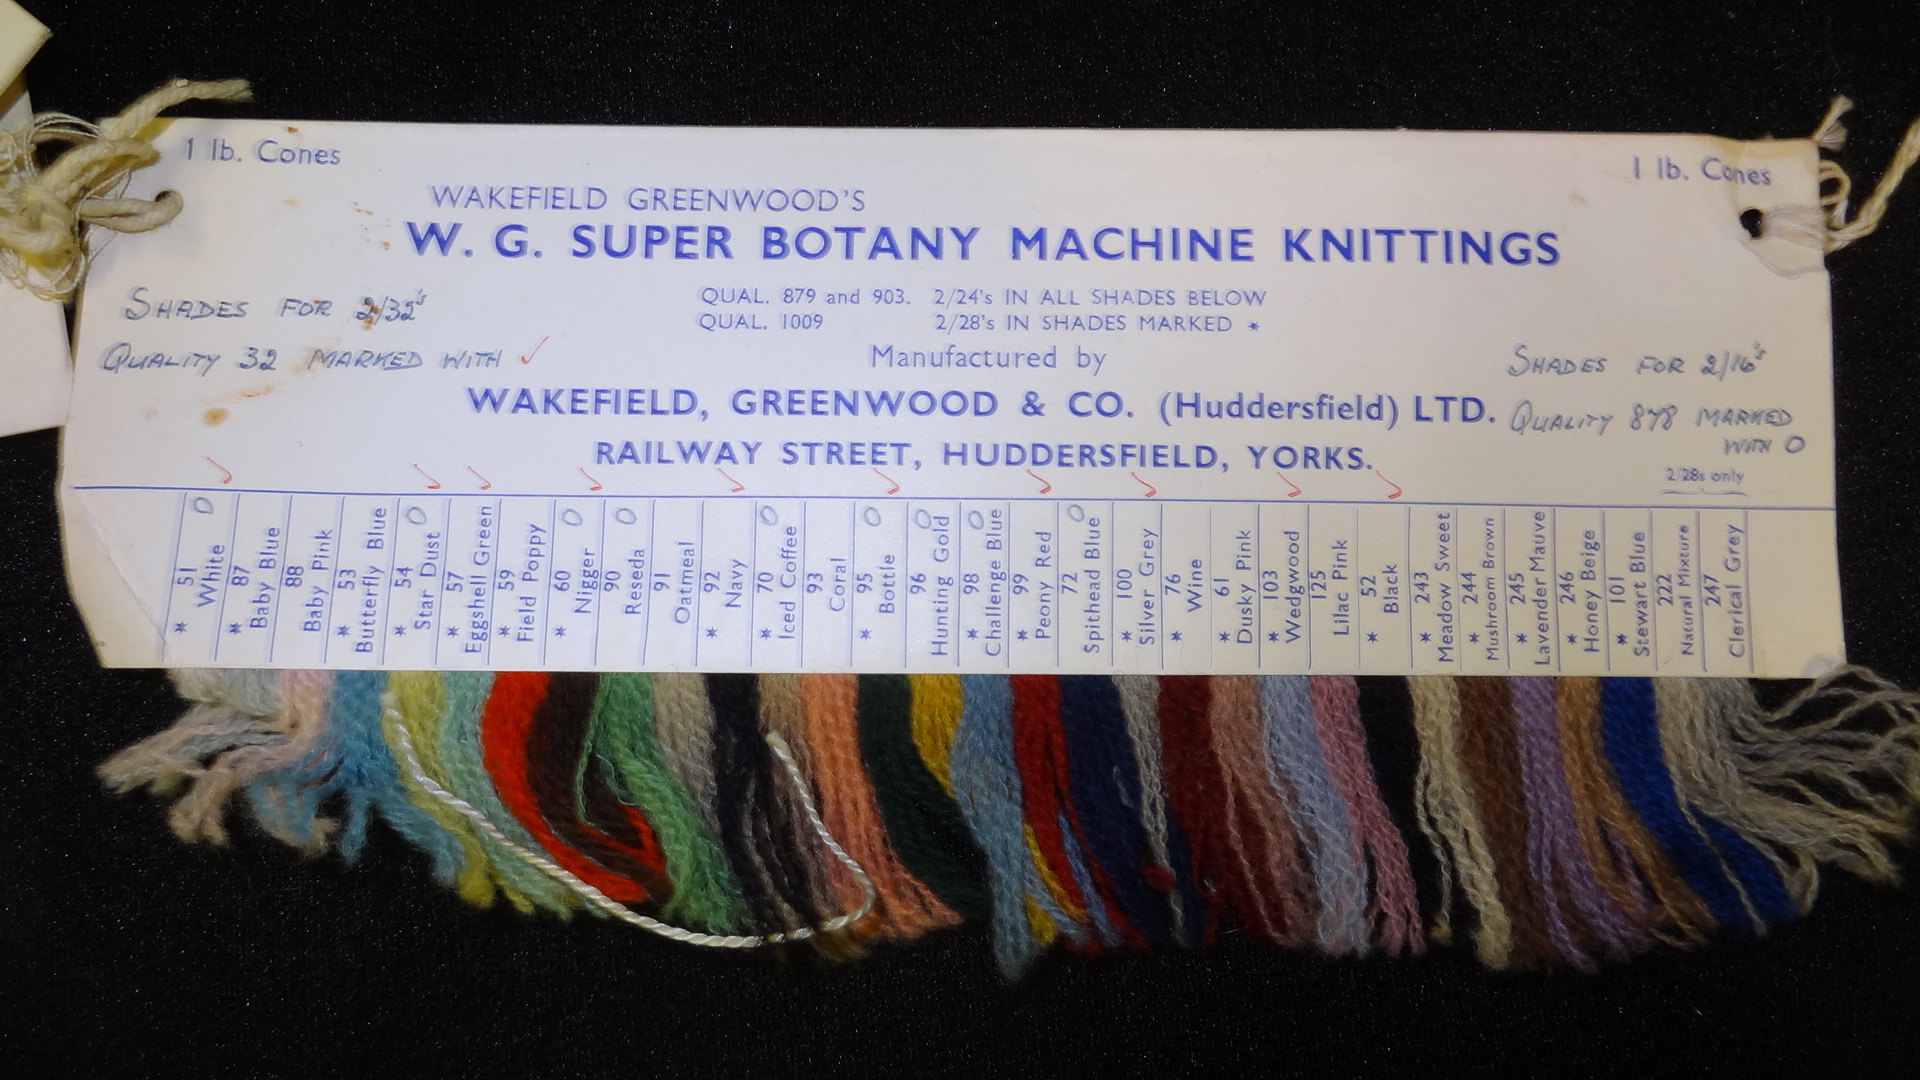 1 lb. Cones
1 lb. Cones
WAKEFIELD GREENWOOD'S
W. G. SUPER BOTANY MACHINE KNITTINGS
SHADES FOR 2/32's
QUALITY 32 MARKED WITH ✓
QUAL. 879 and 903. 2/24's IN ALL SHADES BELOW
QUAL. 1009 2/28's IN SHADES MARKED *
Manufactured by
WAKEFIELD, GREENWOOD & CO. (Huddersfield) LTD.
RAILWAY STREET, HUDDERSFIELD, YORKS.
SHADES FOR 2/16's
QUALITY 878 MARKED
WITH O
2/28s only
* 51
White O
* 87
Baby Blue
88
Baby Pink
* 53
Butterfly Blue
* 54
Star Dust O
* 57
Eggshell Green
* 59
Field Poppy
* 60
Nigger O
90
Reseda O
91
Oatmeal
* 92
Navy
* 70
Iced Coffee O
93
Coral
* 95
Bottle O
96
Hunting Gold O
* 98
Challenge Blue O
* 99
Peony Red
72
Spithead Blue O
* 100
Silver Grey
* 76
Wine
* 61
Dusky Pink
* 103
Wedgwood
125
Lilac Pink
* 52
Black
* 243
Meadow Sweet
* 244
Mushroom Brown
* 245
Lavender Mauve
* 246
Honey Beige
* 101
Stewart Blue
222
Natural Mixture
247
Clerical Grey